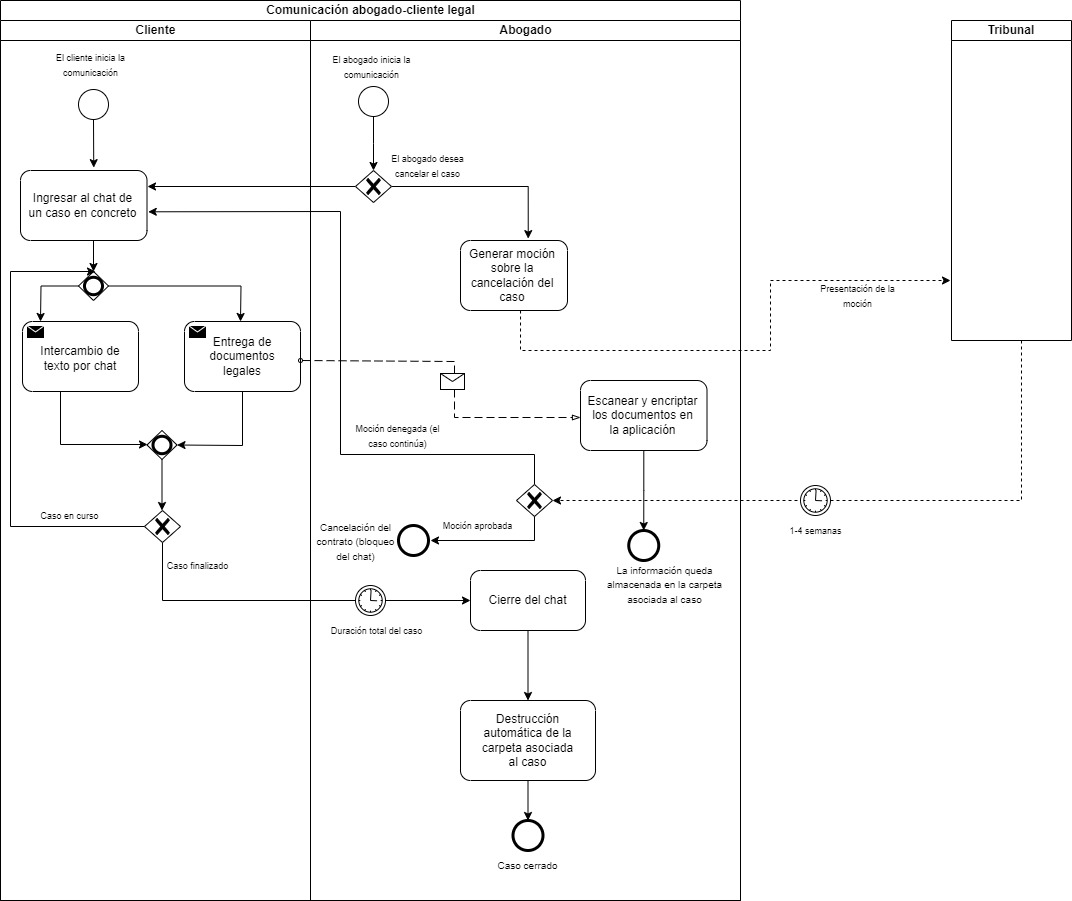 Comunicación abogado-cliente legal
Cliente
Abogado
Tribunal
El cliente inicia la
comunicación
El abogado inicia la
comunicación
El abogado desea
cancelar el caso
Ingresar al chat de
un caso en concreto
Generar moción
sobre la
cancelación del
caso
Presentación de la
moción
Intercambio de
texto por chat
Entrega de
documentos
legales
Escanear y encriptar
los documentos en
la aplicación
Moción denegada (el
caso continúa)
Caso en curso
Cancelación del
contrato (bloqueo
del chat)
Moción aprobada
1-4 semanas
Caso finalizado
La información queda
almacenada en la carpeta
asociada al caso
Cierre del chat
Duración total del caso
Destrucción
automática de la
carpeta asociada
al caso
Caso cerrado